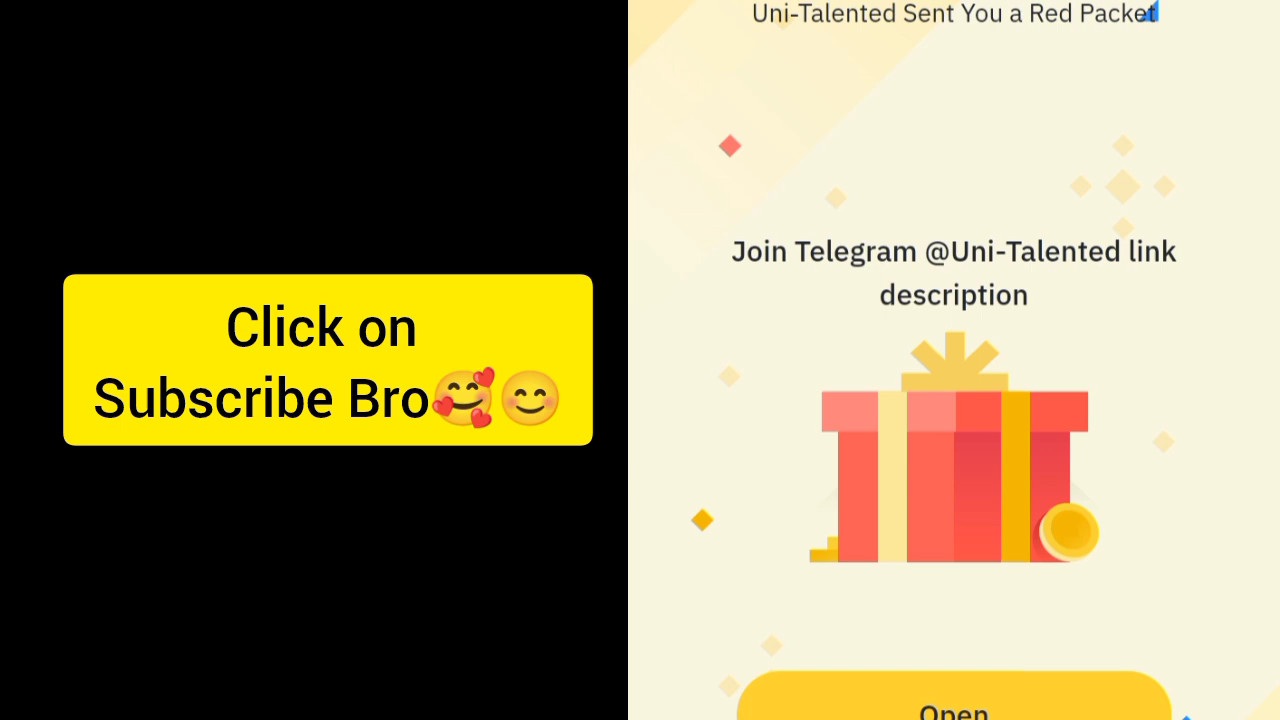 Click on
Subscribe Bro🥰😊
Uni-Talented Sent You a Red Packet
Join Telegram @Uni-Talented link
description
Open